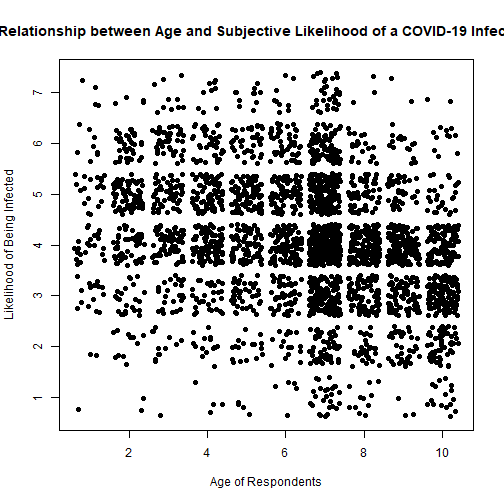 Relationship between Age and Subjective Likelihood of a COVID-19 Infec
Likelihood of Being Infected
7
6
5
4
3
2
1
2 4 6 8 10
Age of Respondents